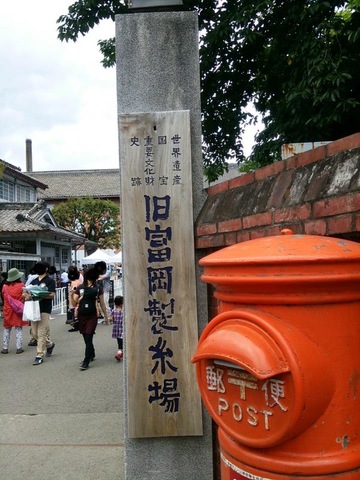 世界遺産
国宝
重要文化財
史跡
旧富岡製糸場
郵便
POST